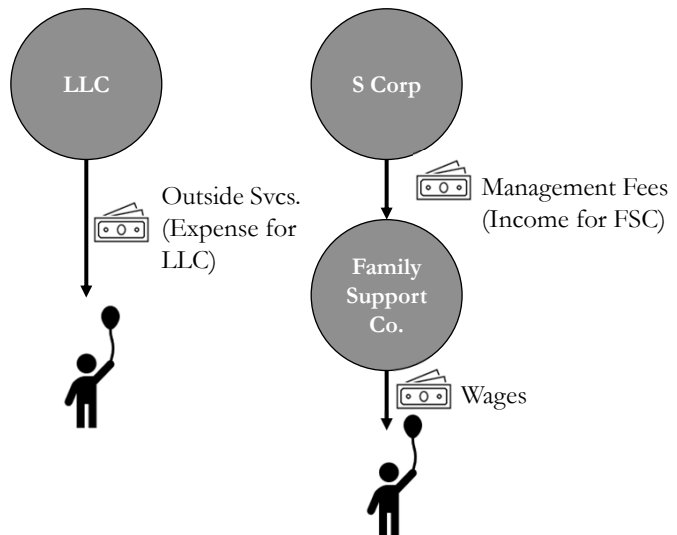 LLC
Outside Svcs.
(Expense for
LLC)
S Corp
Management Fees
(Income for FSC)
Family
Support
Co.
Wages